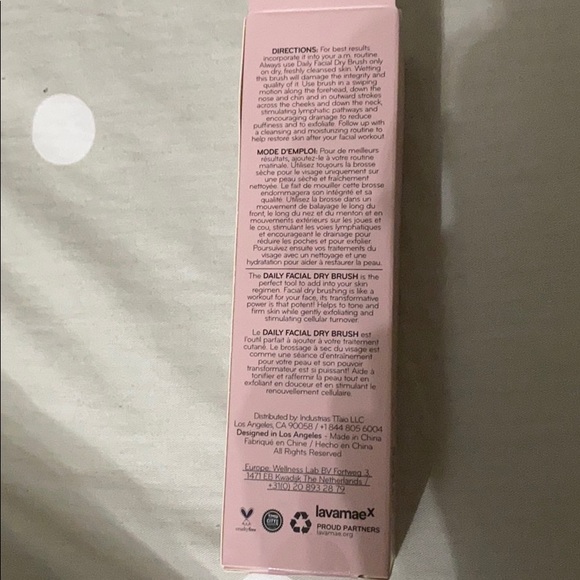 DIRECTIONS: For best results
incorporate it into your a.m. routine.
Always use Daily Facial Dry Brush only
on dry, freshly cleansed skin. Wetting
this brush will damage the integrity and
quality of it. Use brush in a swiping
motion along the forehead, down the
nose and chin and in outward strokes
across the cheeks and down the neck,
stimulating lymphatic pathways and
encouraging drainage to reduce
puffiness and to exfoliate. Follow up with
a cleansing and moisturizing routine to
help restore skin after your facial workout.
MODE D'EMPLOI: Pour de meilleurs
résultats, ajoutez-le à votre routine
matinale. Utilisez toujours la brosse
sèche pour le visage uniquement sur
une peau sèche et fraîchement
nettoyée. Le fait de mouiller cette brosse
endommagera son intégrité et sa
qualité. Utilisez la brosse dans un
mouvement de balayage le long du
front, le long du nez et du menton et en
mouvements extérieurs sur les joues et
le cou, stimulant les voies lymphatiques
et encourageant le drainage pour
réduire les poches et pour exfolier.
Poursuivez ensuite vos traitements du
visage avec un nettoyage et une
hydratation pour aider à restaurer la peau.
The DAILY FACIAL DRY BRUSH is the
perfect tool to add into your skin
regimen. Facial dry brushing is like a
workout for your face, its transformative
power is that potent! Helps to tone and
firm skin while gently exfoliating and
stimulating cellular turnover.
Le DAILY FACIAL DRY BRUSH est
l'outil parfait à ajouter à votre traitement
cutané. Le brossage à sec du visage est
comme une séance d'entraînement
pour votre peau et son pouvoir
transformateur est si puissant! Aide à
tonifier et raffermir la peau tout en
exfoliant en douceur et en stimulant le
renouvellement cellulaire.
Distributed by Industrias TTaio LLC
Los Angeles, CA 90058 / +1 844 805 6004
Designed in Los Angeles - Made in China
Fabriqué en Chine / Hecho en China
All Rights Reserved
Europe: Wellness Lab BV Fortweg 3,
1471 EB Kwadijk The Netherlands /
+31(0) 20 893 28 79
lavamaex
PROUD PARTNERS
lavamae.org
cruelty free